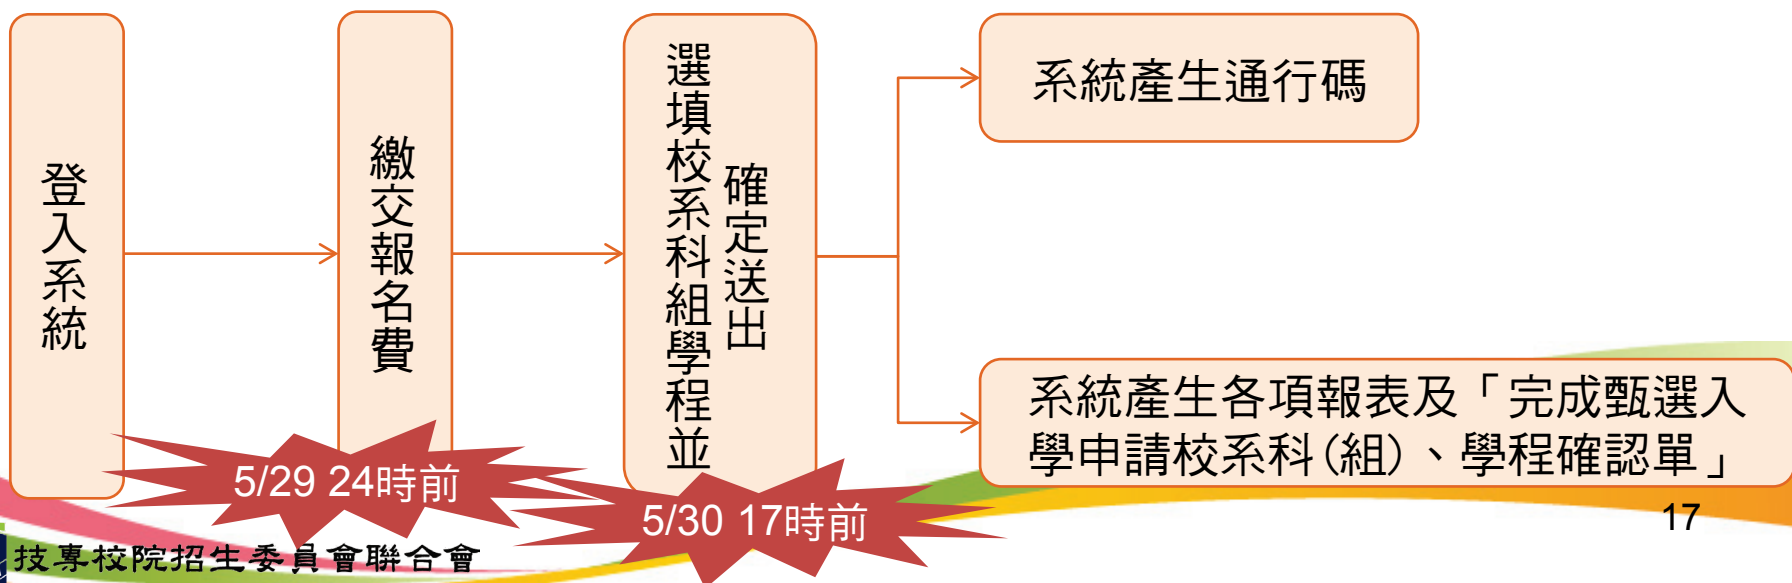 登入系統
繳交報名費
5/29 24時前
選填校系科組學程並
確定送出
5/30 17時前
系統產生通行碼
系統產生各項報表及「完成甄選入
學申請校系科(組)、學程確認單」
17
技專校院招生委員會聯合會